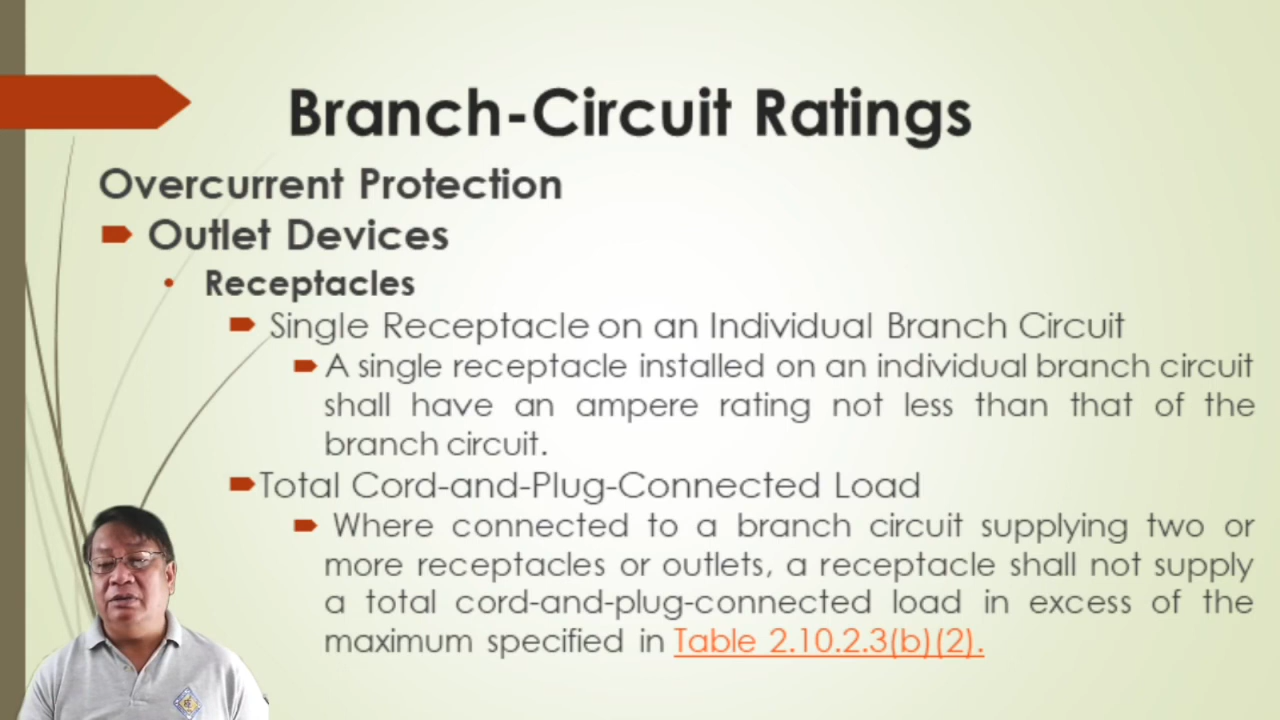 Branch-Circuit Ratings
Overcurrent Protection
Outlet Devices
Receptacles
Single Receptacle on an Individual Branch Circuit
A single receptacle installed on an individual branch circuit
shall have an ampere rating not less than that of the
branch circuit.
Total Cord-and-Plug-Connected Load
Where connected to a branch circuit supplying two or
more receptacles or outlets, a receptacle shall not supply
a total cord-and-plug-connected load in excess of the
maximum specified in Table 2.10.2.3(b)(2).